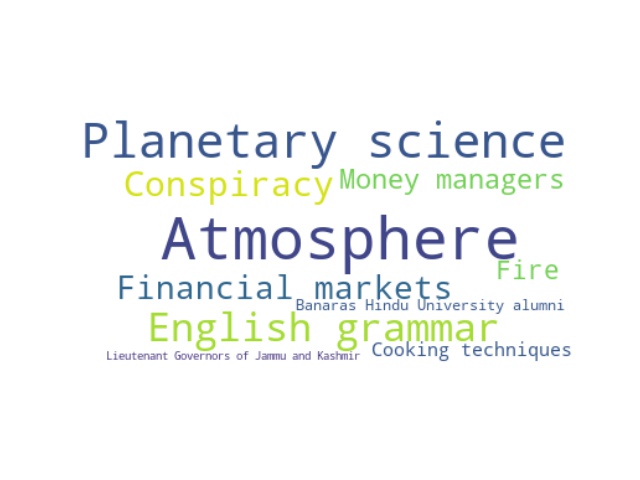 Planetary science
Conspiracy
Money managers
Atmosphere
Fire
Financial markets
Banaras Hindu University alumni
English grammar
Cooking techniques
Lieutenant Governors of Jammu and Kashmir